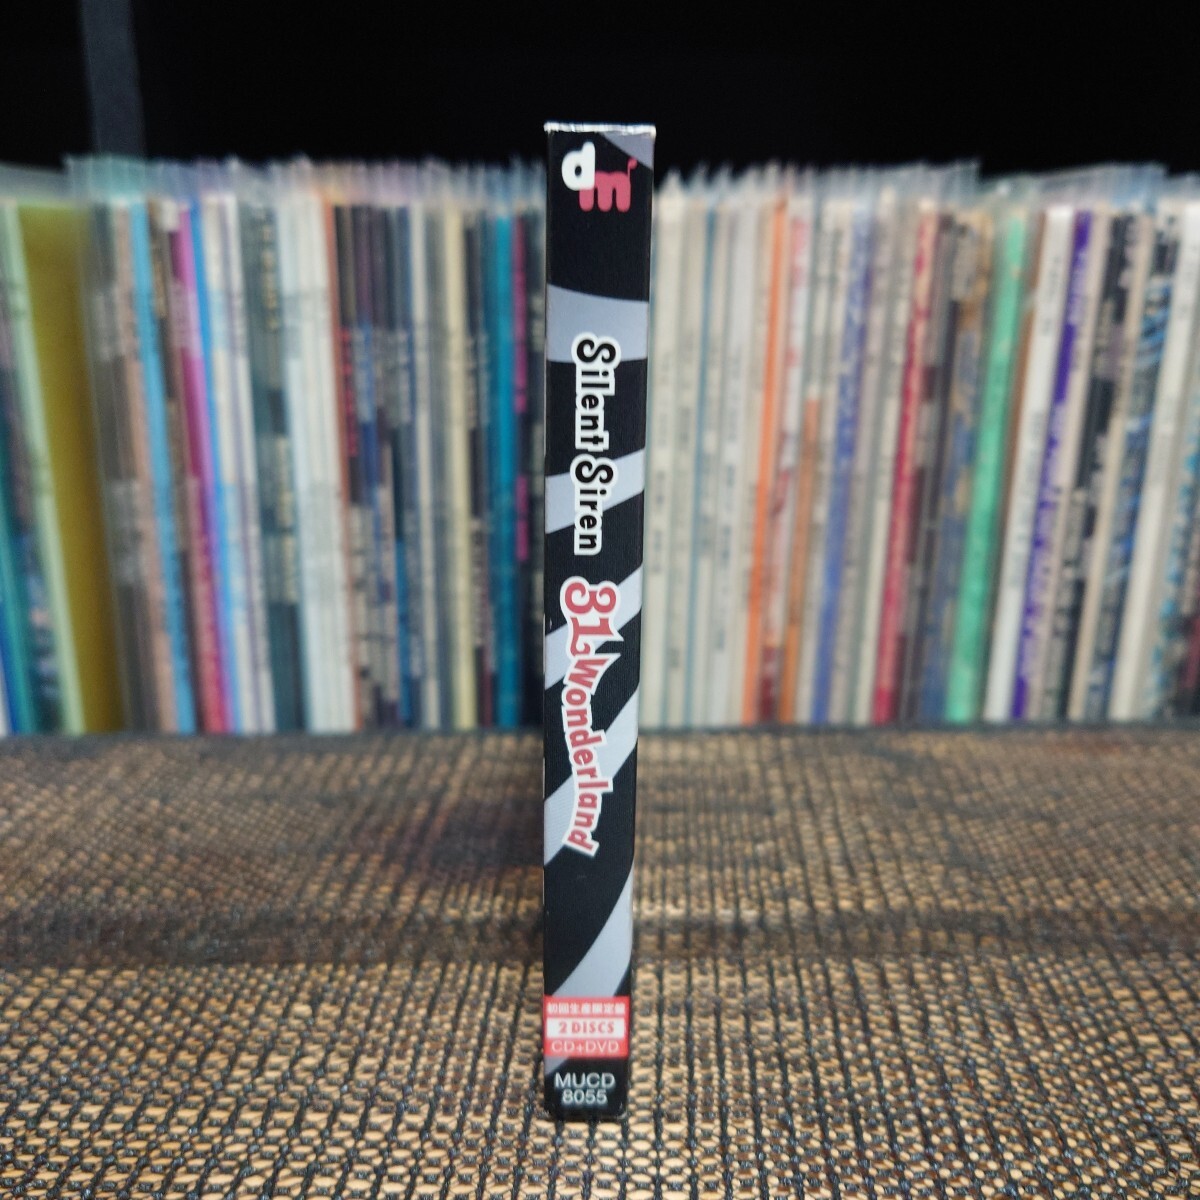 dm
Silent Siren
31Wonderland
初回生産限定盤
2 DISCS
CD+DVD
MUCD
8055